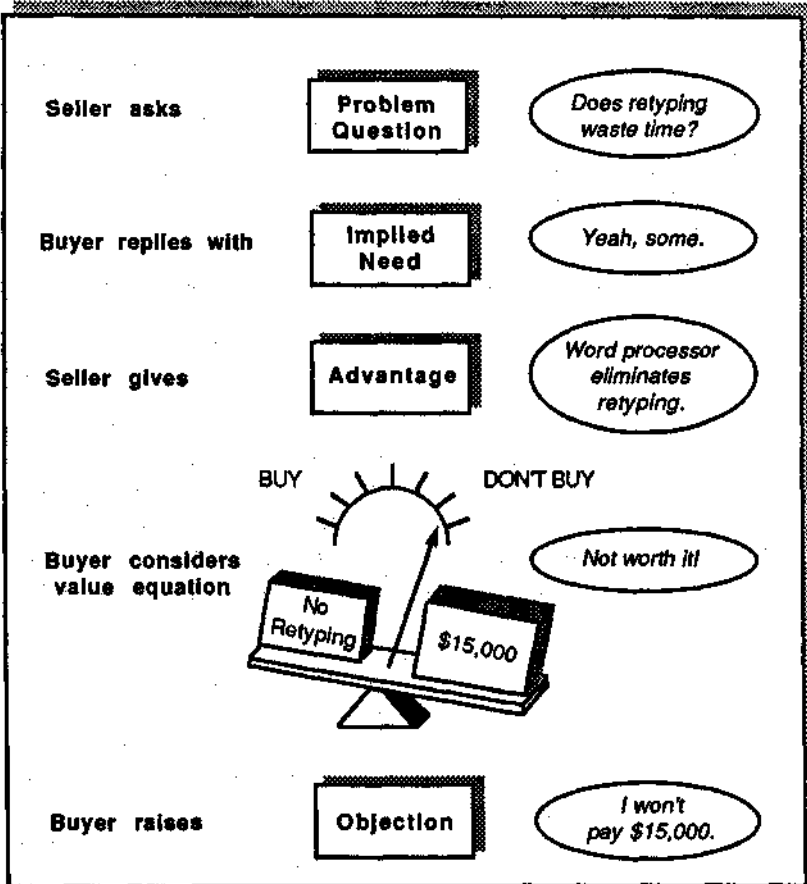 Seller asks
Problem
Question
Does retyping
waste time?
Buyer replies with
Implied
Need
Yeah, some.
Seller gives
Advantage
Word processor
eliminates
retyping.
BUY
DON'T BUY
Buyer considers
value equation
No
Retyping
$15,000
Not worth it!
Buyer raises
Objection
I won't
pay $15,000.